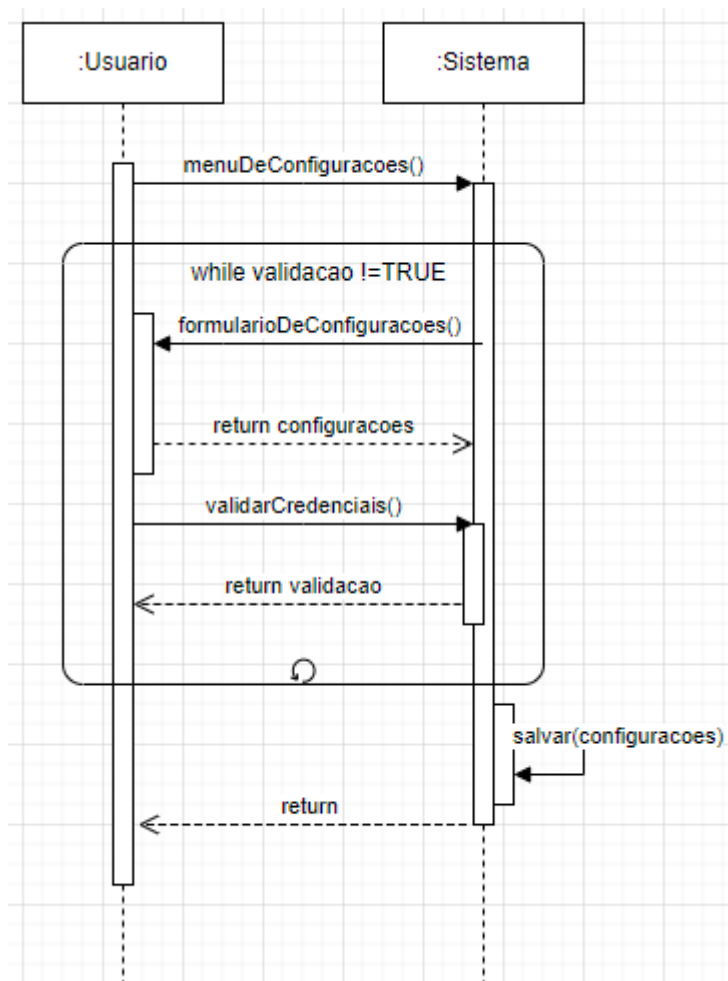 :Usuario
:Sistema
menuDeConfiguracoes()
while validacao !=TRUE
formularioDeConfiguracoes()
return configuracoes
validarCredenciais()
return validacao
salvar(configuracoes)
return